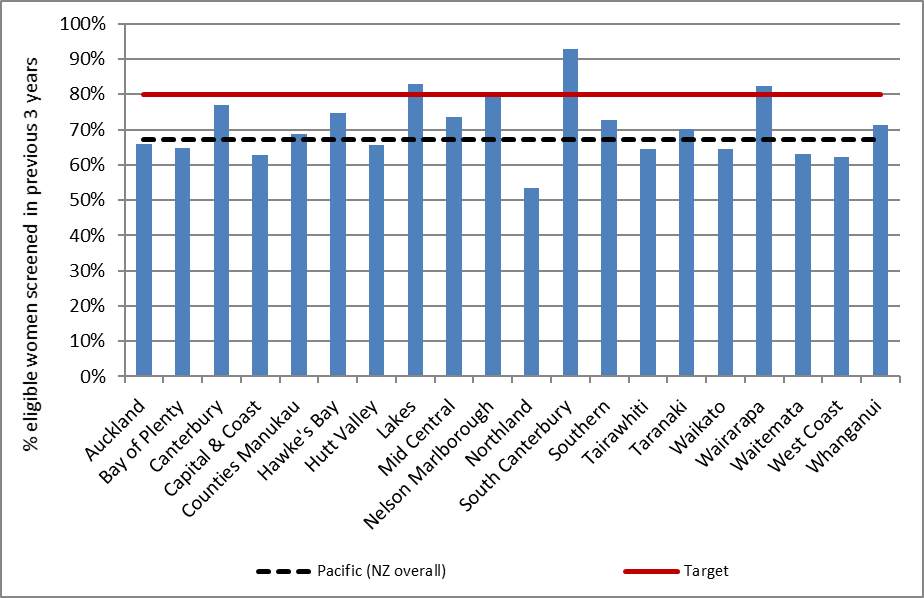 % eligible women screened in previous 3 years
100%
90%
80%
70%
60%
50%
40%
30%
20%
10%
0%
Auckland
Bay of Plenty
Canterbury
Capital & Coast
Counties Manukau
Hawke's Bay
Hutt Valley
Lakes
Mid Central
Nelson Marlborough
Northland
South Canterbury
Southern
Tairawhiti
Taranaki
Waikato
Wairarapa
Waitemata
West Coast
Whanganui
Pacific (NZ overall)
Target